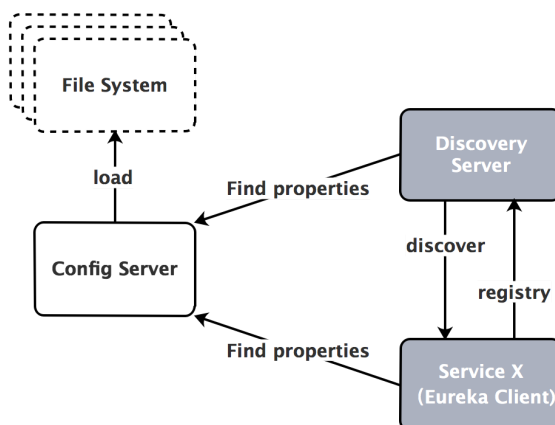 File System
Discovery
Server
load
Find properties
Config Server
discover
registry
Find properties
Service X
(Eureka Client)